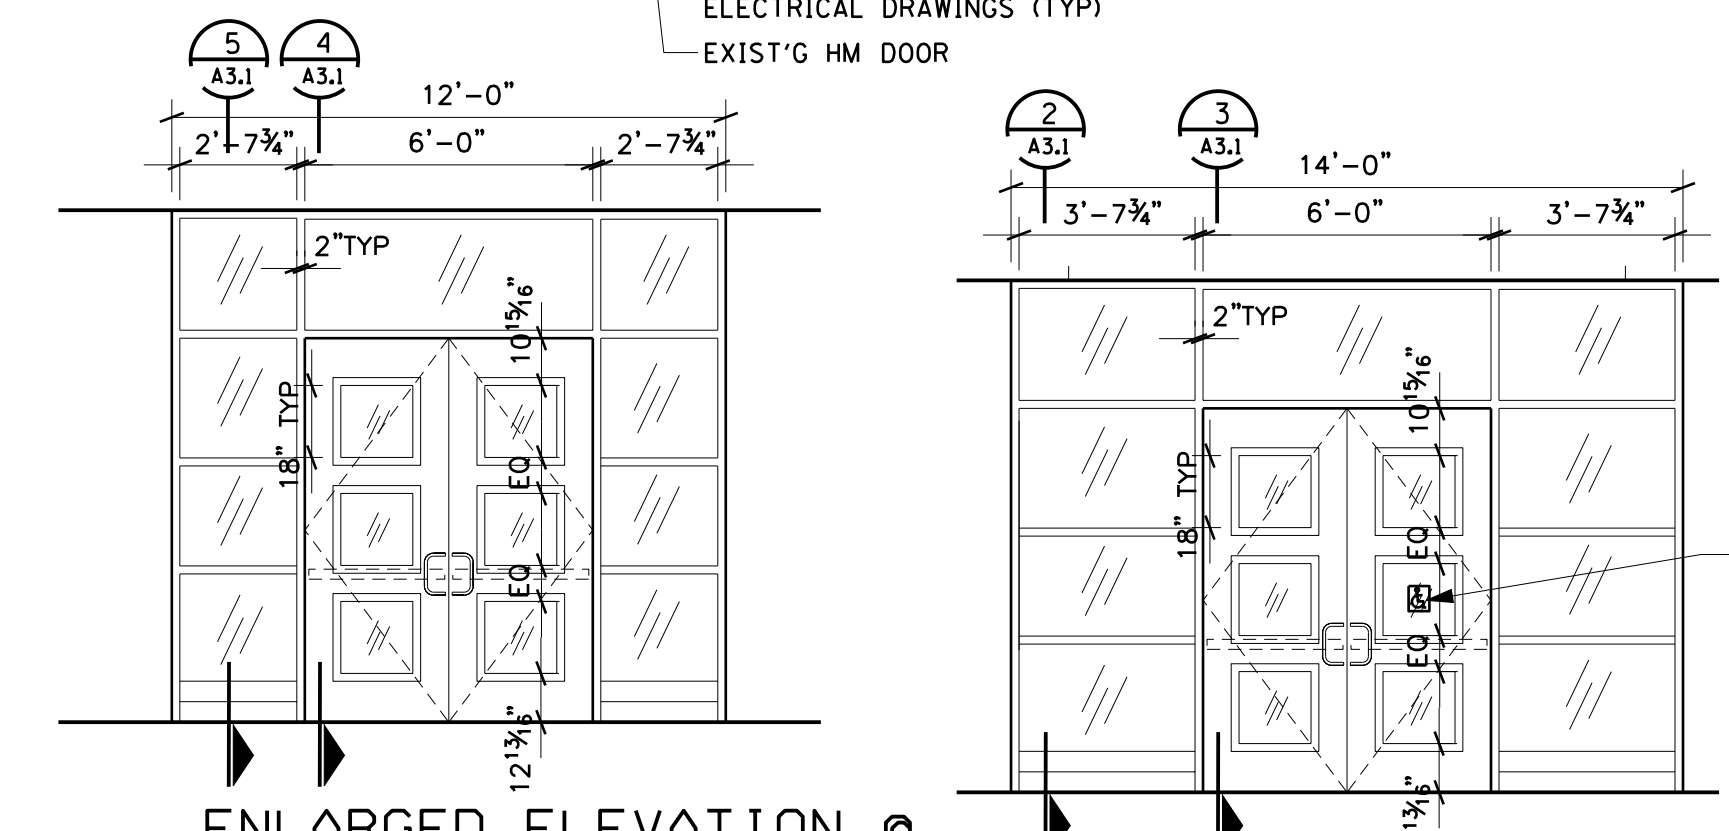 ELECTRICAL DRAWINGS (TYP)
EXIST'G HM DOOR
5
A3.1
4
A3.1
12'-0"
2'-7¾"
6'-0"
2'-7¾"
2"TYP
10 15/16"
18" TYP
EQ
EQ
12 13/16"
ENLARGED ELEVATION @
2
A3.1
3
A3.1
14'-0"
3'-7¾"
6'-0"
3'-7¾"
2"TYP
10 15/16"
18" TYP
EQ
EQ
13/16"